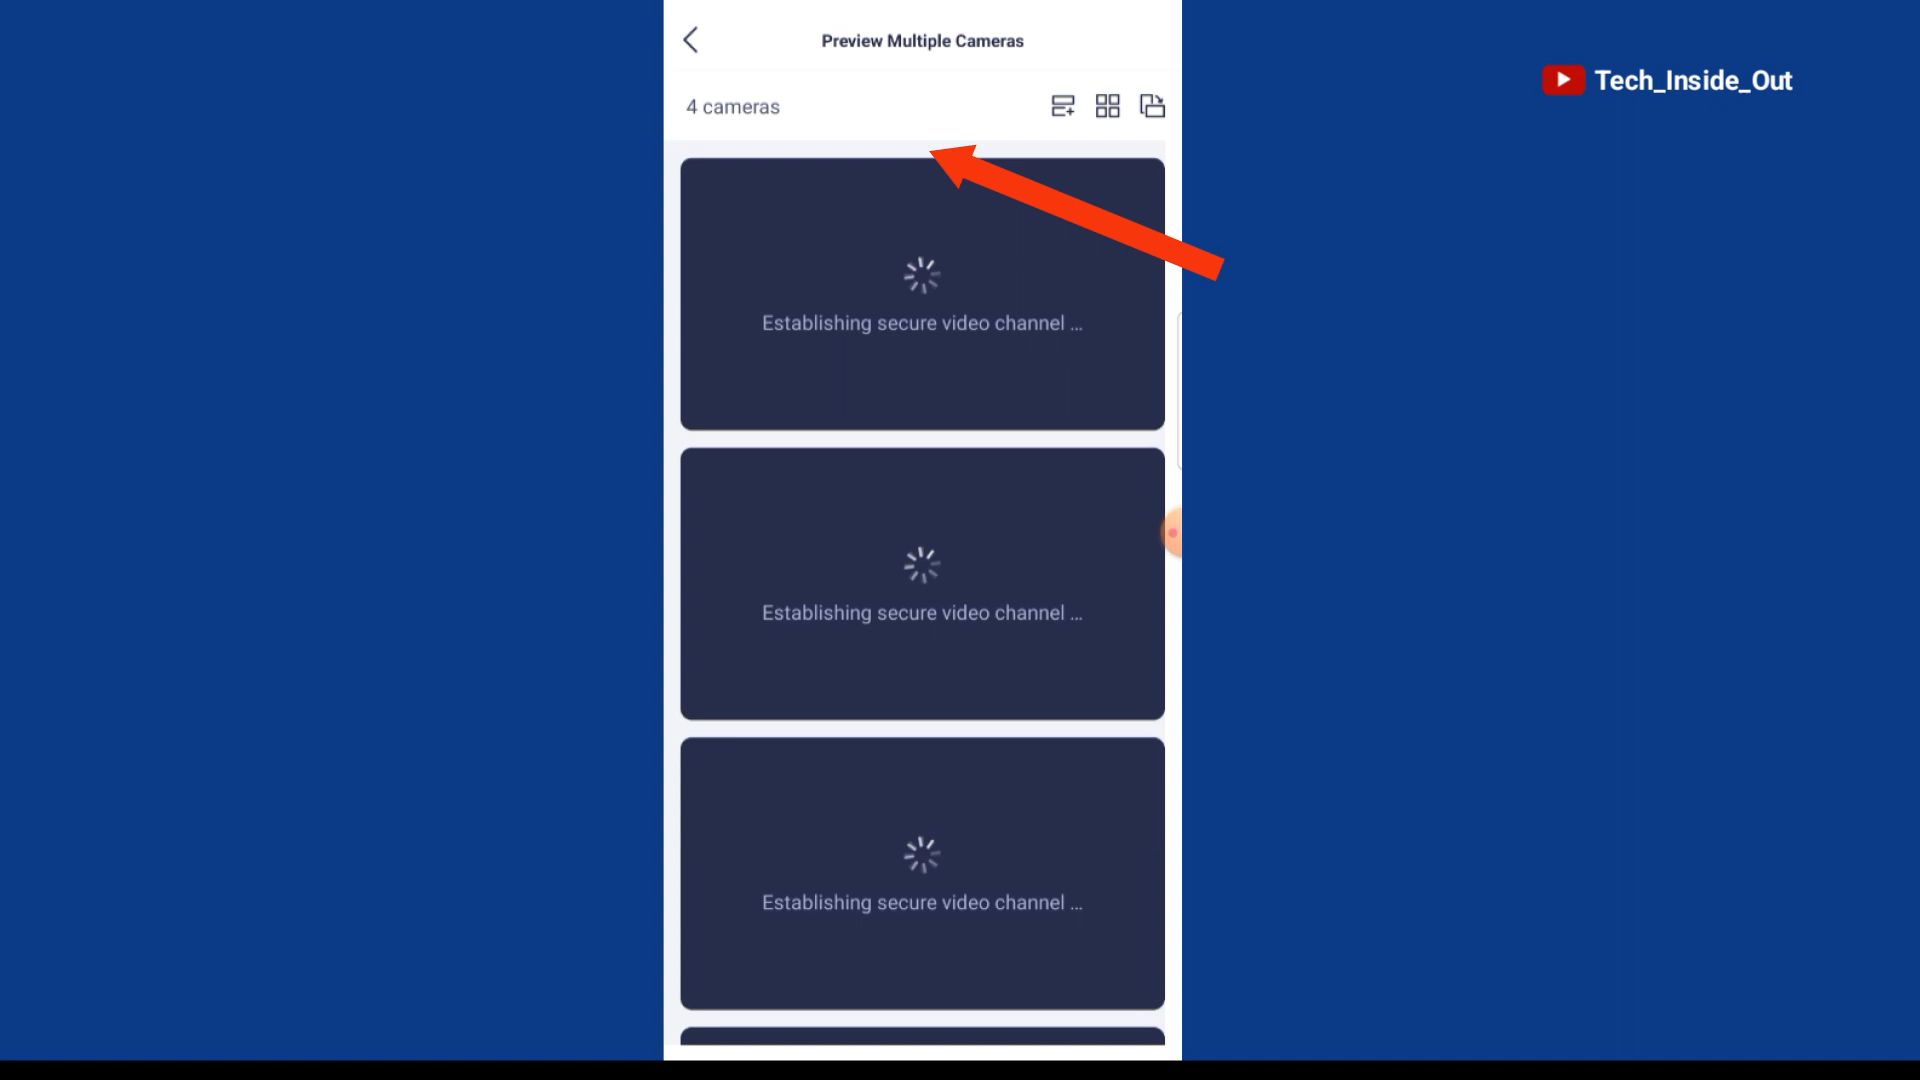 Preview Multiple Cameras
Tech_Inside_Out
4 cameras
Establishing secure video channel ...
Establishing secure video channel ...
Establishing secure video channel ...